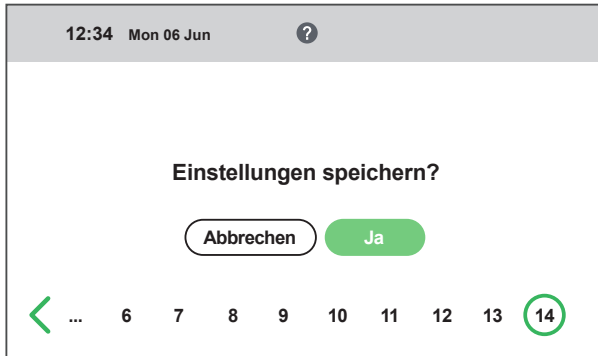 12:34 Mon 06 Jun ?
Einstellungen speichern?
Abbrechen Ja
... 6 7 8 9 10 11 12 13 14